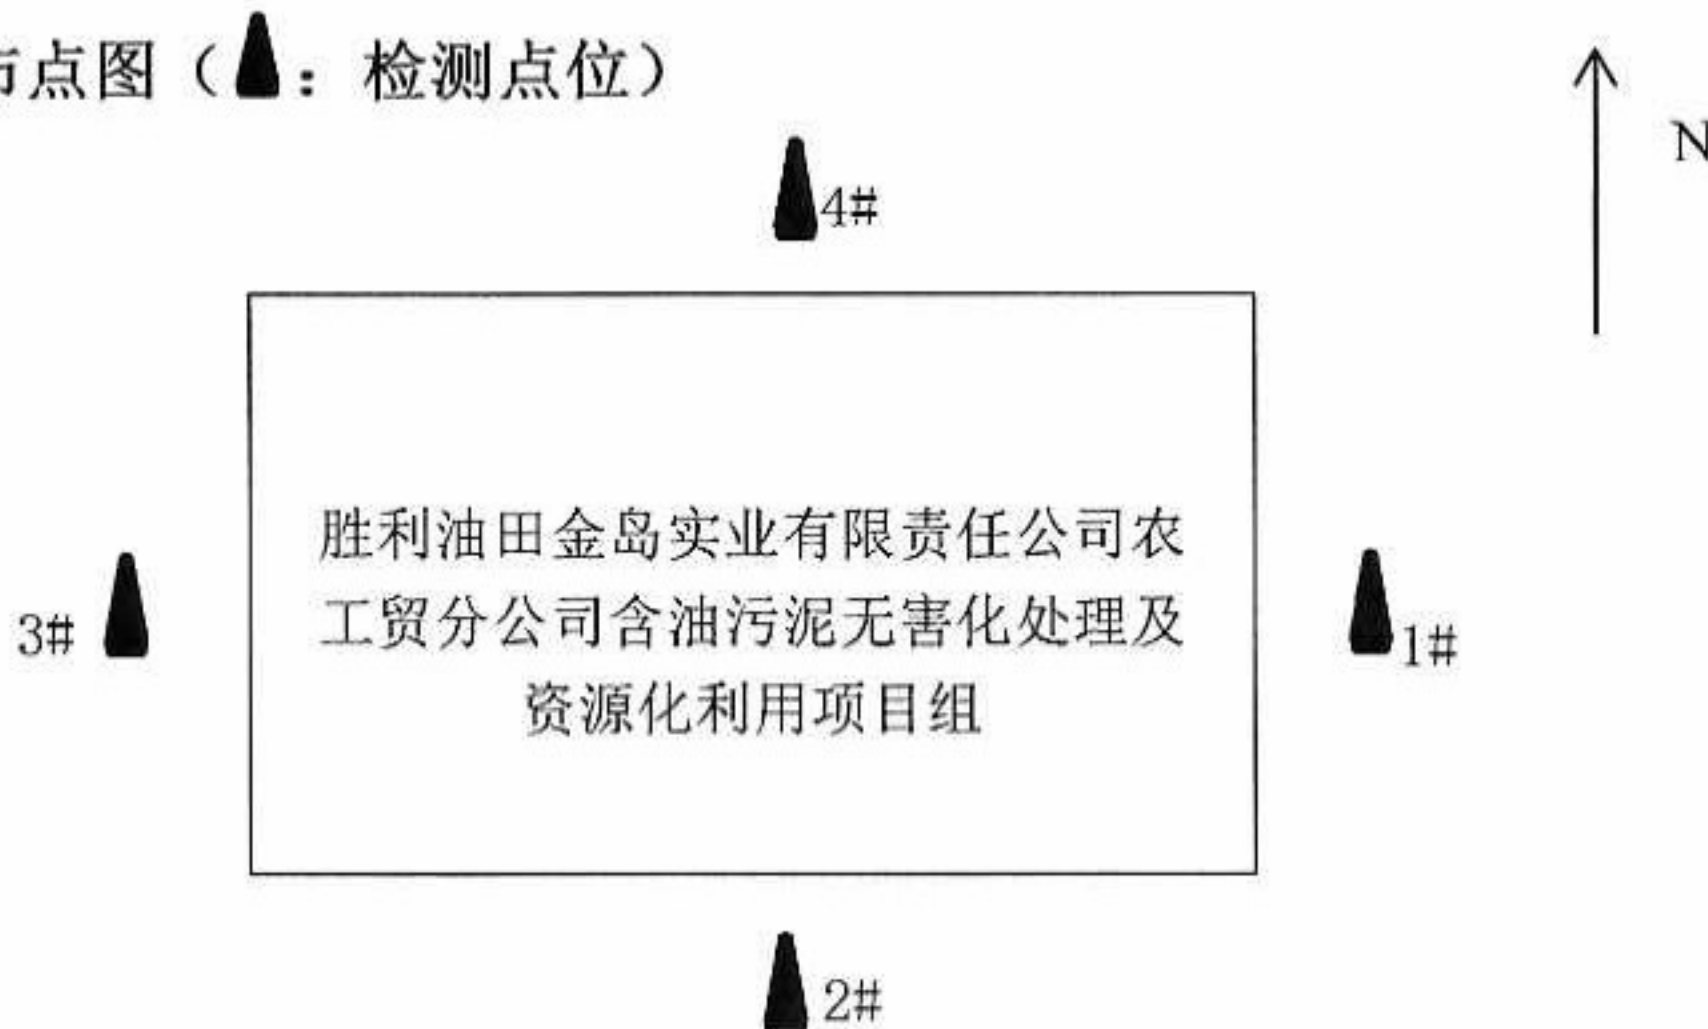 布点图（：检测点位）
N
4#
胜利油田金岛实业有限责任公司农
工贸分公司含油污泥无害化处理及
资源化利用项目组
3#
1#
2#